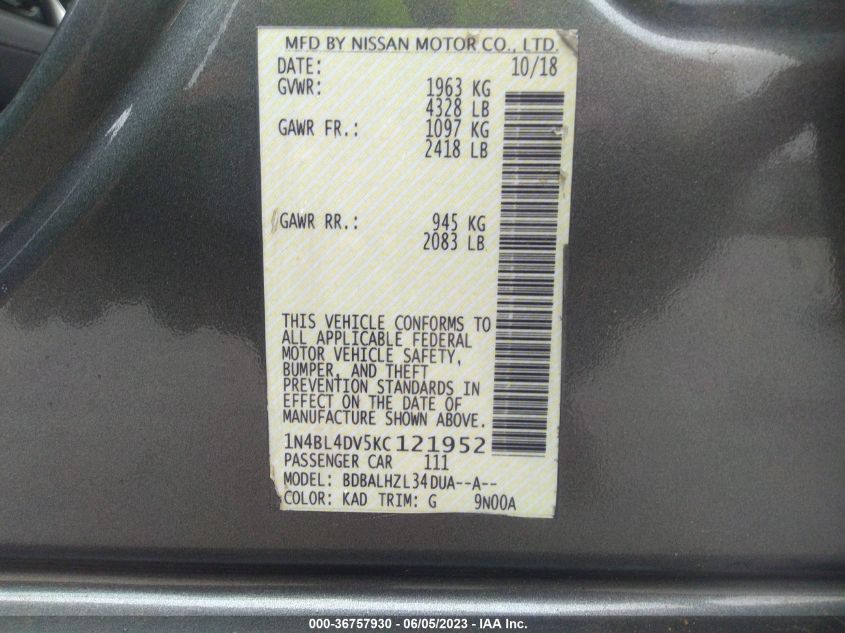 MFD BY NISSAN MOTOR CO., LTD.
DATE: 10/18
GVWR: 1963 KG
4328 LB
GAWR FR.: 1097 KG
2418 LB
GAWR RR.: 945 KG
2083 LB
THIS VEHICLE CONFORMS TO
ALL APPLICABLE FEDERAL
MOTOR VEHICLE SAFETY,
BUMPER, AND THEFT
PREVENTION STANDARDS IN
EFFECT ON THE DATE OF
MANUFACTURE SHOWN ABOVE.
1N4BL4DV5KC121952
PASSENGER CAR 111
MODEL: BDBALHZL34DUA--A--
COLOR: KAD TRIM: G 9N00A
000-36757930 - 06/05/2023 - IAA Inc.